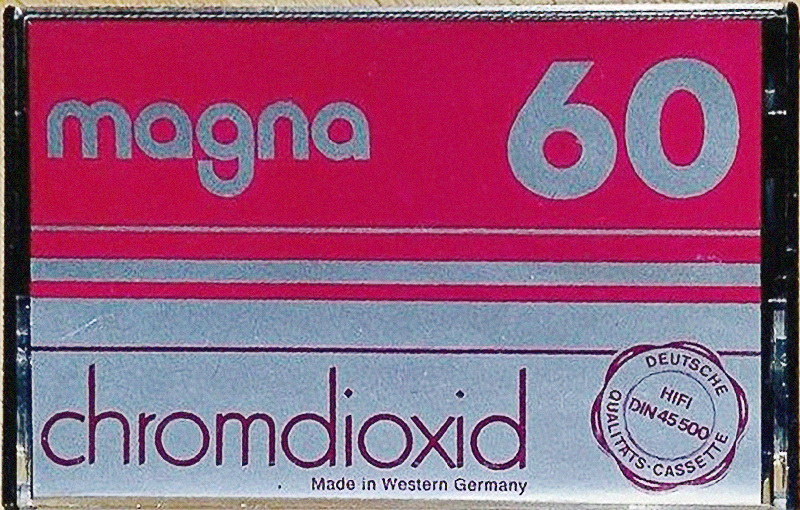 magna 60
chromdioxid
Made in Western Germany
DEUTSCHE
HIFI
DIN 45 500
QUALITÄTS-CASSETTE